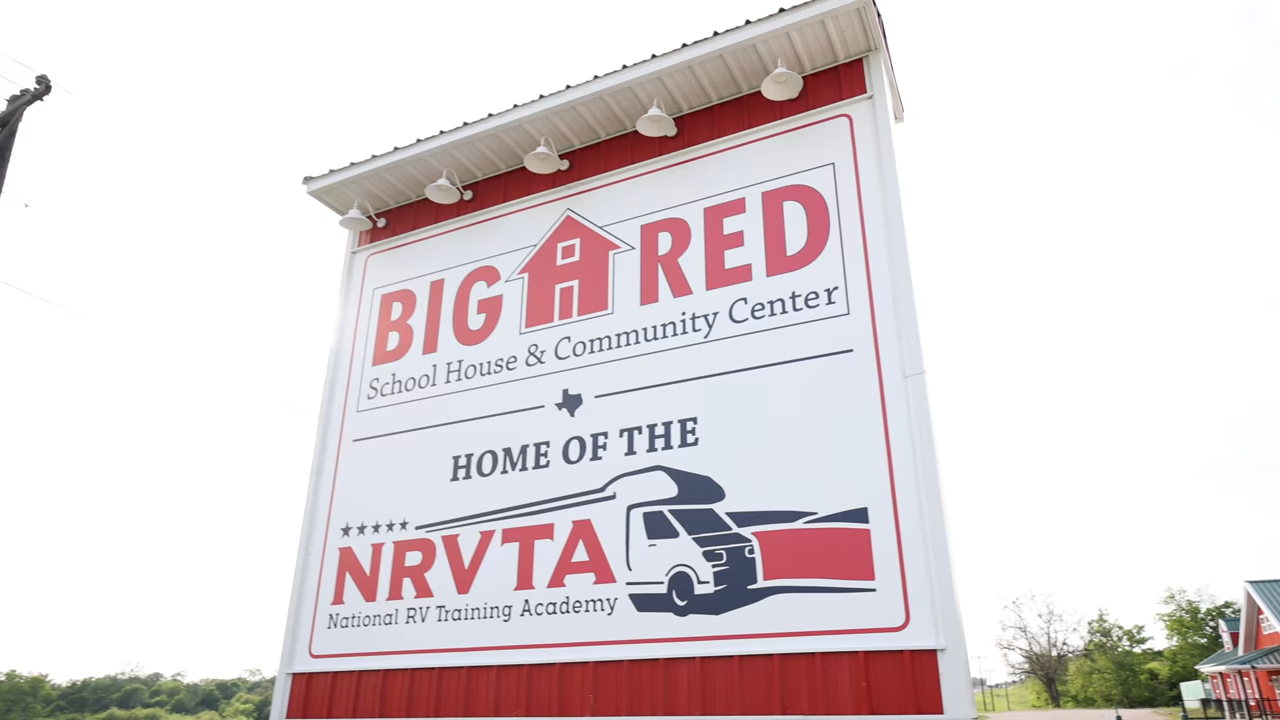 BIG RED
School House & Community Center
HOME OF THE
NRVTA
National RV Training Academy